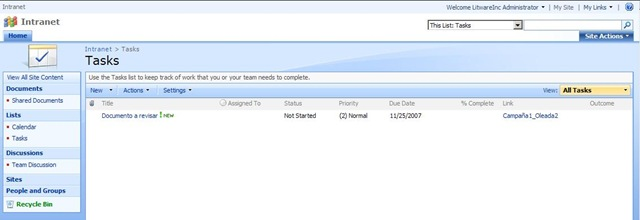 Intranet
Welcome LitwareInc Administrator | My Site | My Links
Intranet
This List: Tasks
Home
Site Actions
Intranet > Tasks
Tasks
View All Site Content
Documents
Shared Documents
Lists
Calendar
Tasks
Discussions
Team Discussion
Sites
People and Groups
Recycle Bin
Use the Tasks list to keep track of work that you or your team needs to complete.
New Actions Settings View: All Tasks
Title Assigned To Status Priority Due Date % Complete Link Outcome
Documento a revisar ! NEW Not Started (2) Normal 11/25/2007 Campaña1_Oleada2